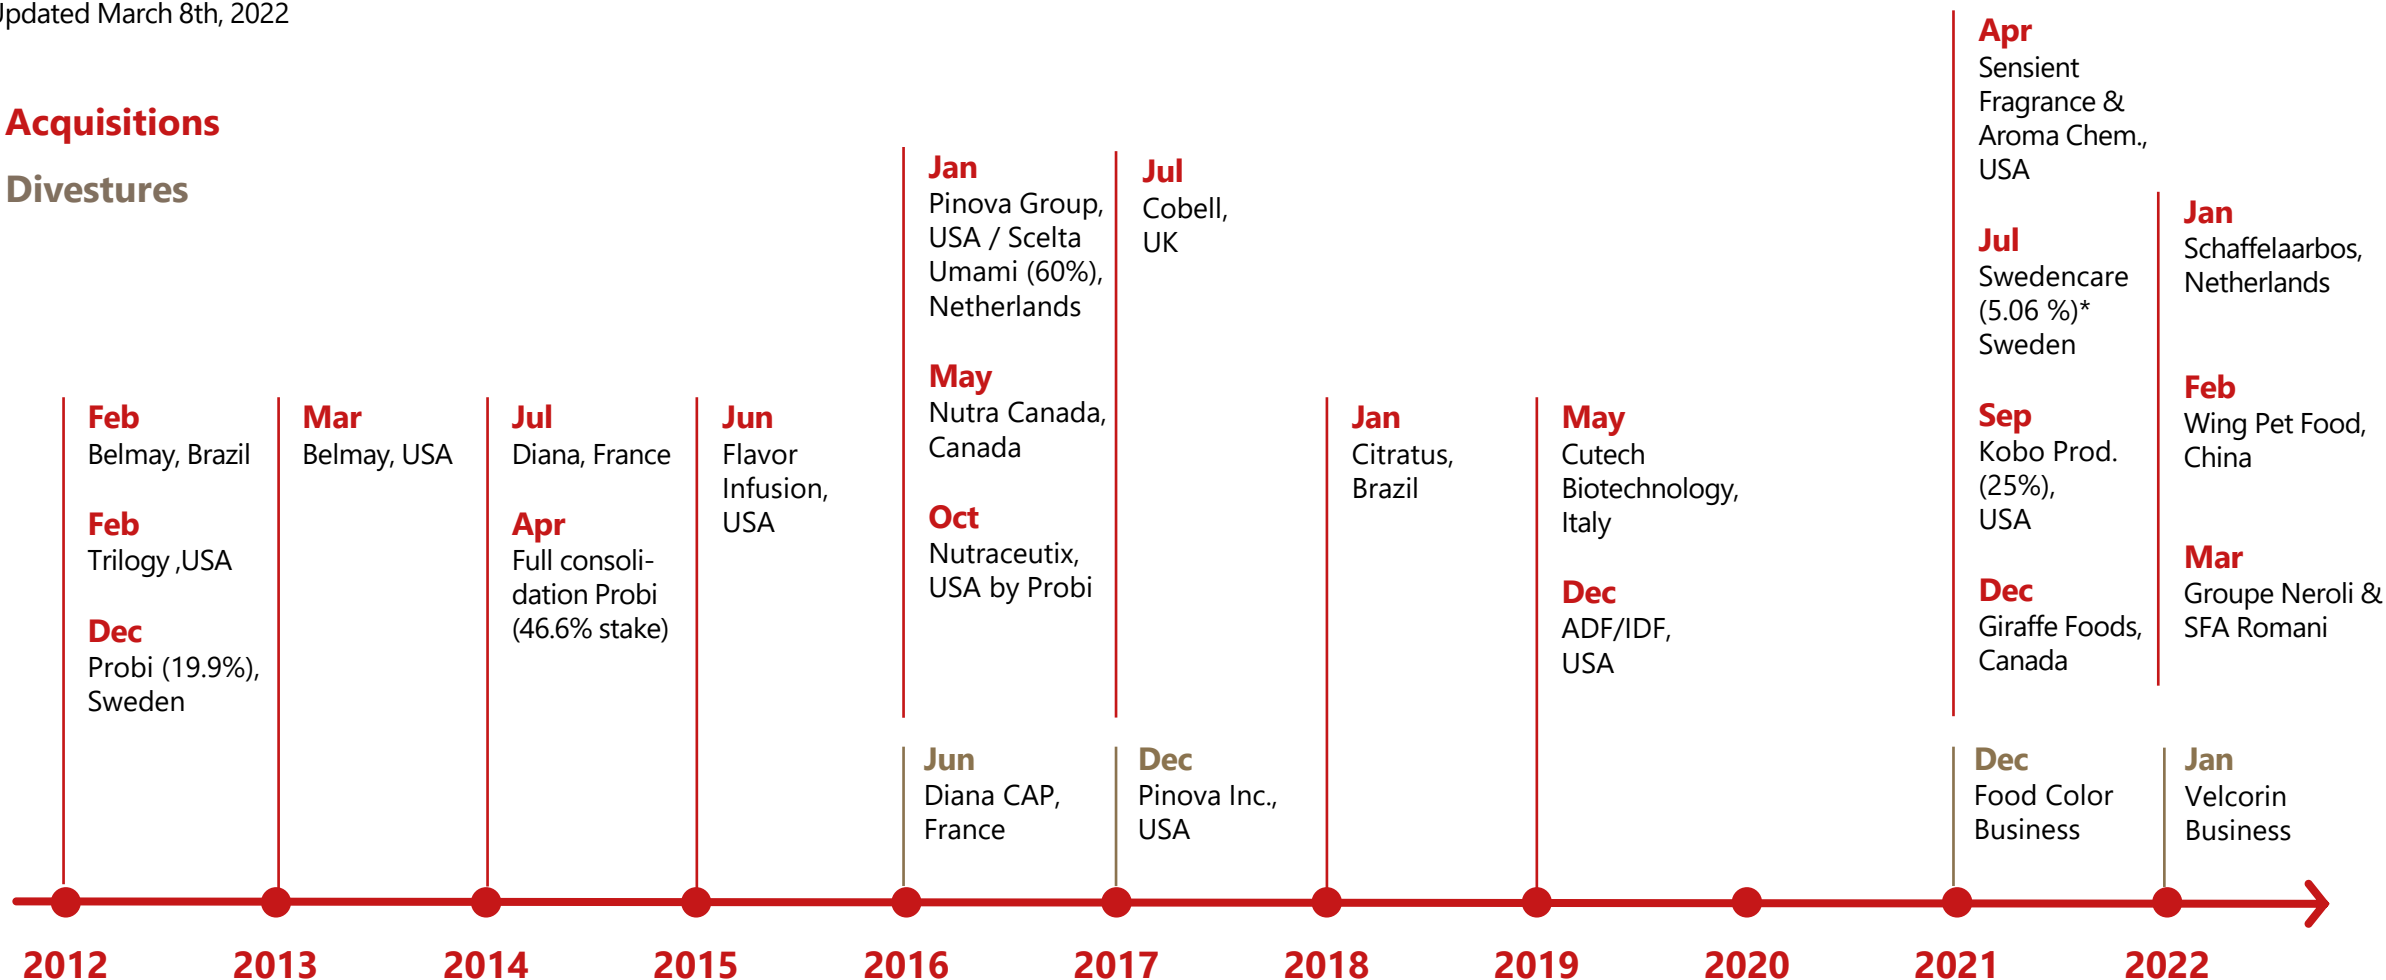 Updated March 8th, 2022
Acquisitions
Divestures
Feb
Belmay, Brazil
Feb
Trilogy ,USA
Dec
Probi (19.9%),
Sweden
Mar
Belmay, USA
Jul
Diana, France
Apr
Full consoli-
dation Probi
(46.6% stake)
Jun
Flavor
Infusion,
USA
Jan
Pinova Group,
USA / Scelta
Umami (60%),
Netherlands
May
Nutra Canada,
Canada
Oct
Nutraceutix,
USA by Probi
Jun
Diana CAP,
France
Jul
Cobell,
UK
Dec
Pinova Inc.,
USA
Jan
Citratus,
Brazil
May
Cutech
Biotechnology,
Italy
Dec
ADF/IDF,
USA
Apr
Sensient
Fragrance &
Aroma Chem.,
USA
Jul
Swedencare
(5.06 %)*
Sweden
Sep
Kobo Prod.
(25%),
USA
Dec
Giraffe Foods,
Canada
Dec
Food Color
Business
Jan
Schaffelaarbos,
Netherlands
Feb
Wing Pet Food,
China
Mar
Groupe Neroli &
SFA Romani
Jan
Velcorin
Business
2012
2013
2014
2015
2016
2017
2018
2019
2020
2021
2022